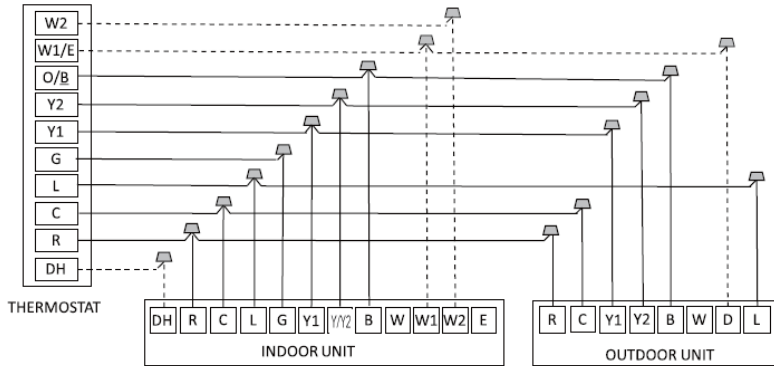 W2
W1/E
O/B
Y2
Y1
G
L
C
R
DH
THERMOSTAT
DH R C L G Y1 Y/Y2 B W W1 W2 E
INDOOR UNIT
R C Y1 Y2 B W D L
OUTDOOR UNIT